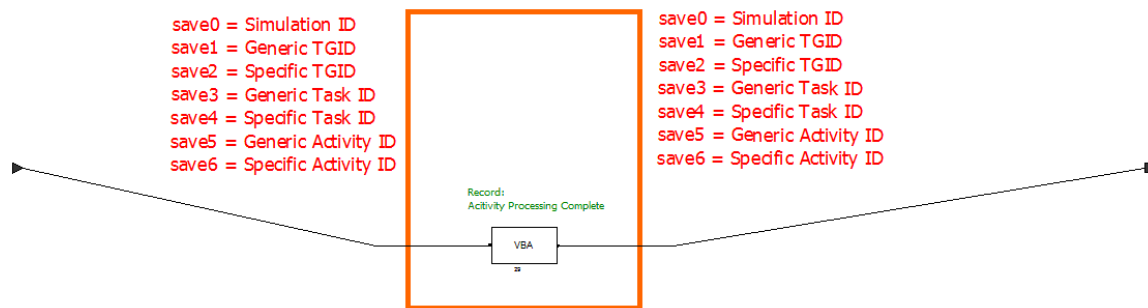 save0 = Simulation ID
save1 = Generic TGID
save2 = Specific TGID
save3 = Generic Task ID
save4 = Specific Task ID
save5 = Generic Activity ID
save6 = Specific Activity ID
save0 = Simulation ID
save1 = Generic TGID
save2 = Specific TGID
save3 = Generic Task ID
save4 = Specific Task ID
save5 = Generic Activity ID
save6 = Specific Activity ID
Record:
Acitivity Processing Complete
VBA